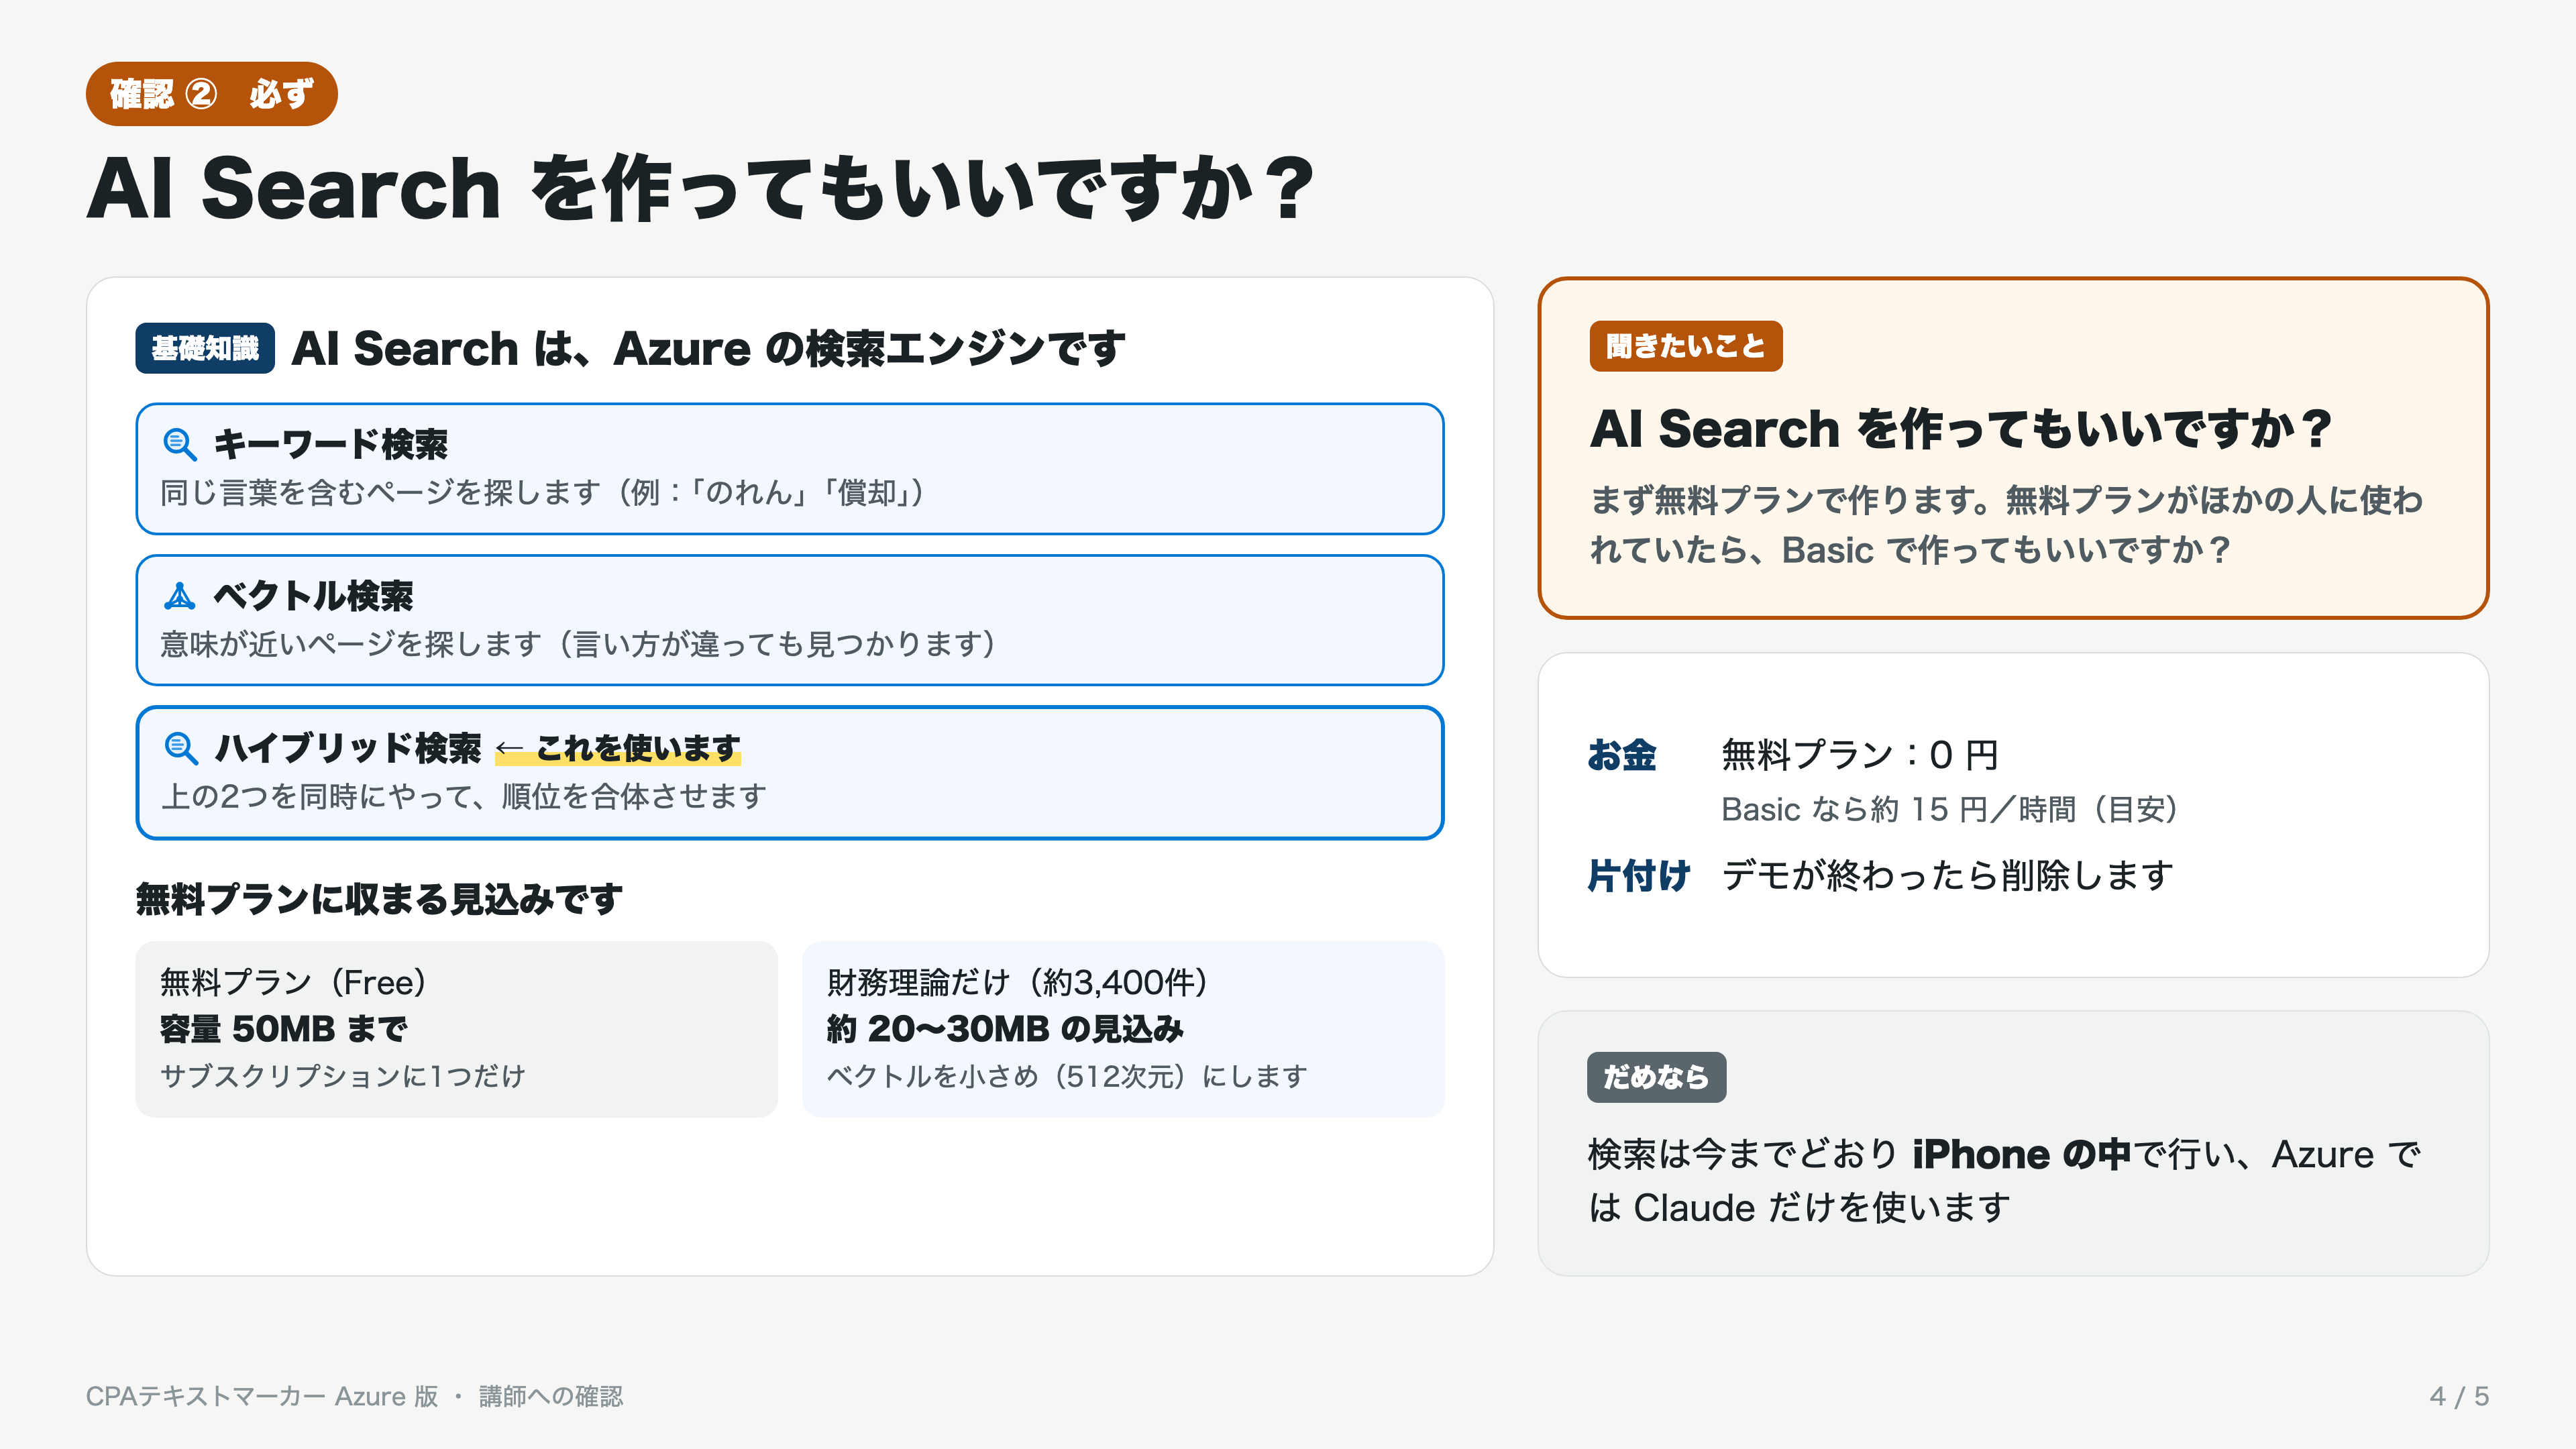 確認 ② 必ず
AI Search を作ってもいいですか？
基礎知識 AI Search は、Azure の検索エンジンです
キーワード検索
同じ言葉を含むページを探します（例：「のれん」「償却」）
ベクトル検索
意味が近いページを探します（言い方が違っても見つかります）
ハイブリッド検索 ← これを使います
上の2つを同時にやって、順位を合体させます
無料プランに収まる見込みです
無料プラン（Free）
容量 50MB まで
サブスクリプションに1つだけ
財務理論だけ（約3,400件）
約 20〜30MB の見込み
ベクトルを小さめ（512次元）にします
聞きたいこと
AI Search を作ってもいいですか？
まず無料プランで作ります。無料プランがほかの人に使わ
れていたら、Basic で作ってもいいですか？
お金 無料プラン：0 円
Basic なら約 15 円／時間（目安）
片付け デモが終わったら削除します
だめなら
検索は今までどおり iPhone の中で行い、Azure で
は Claude だけを使います
CPAテキストマーカー Azure 版 ・ 講師への確認
4 / 5